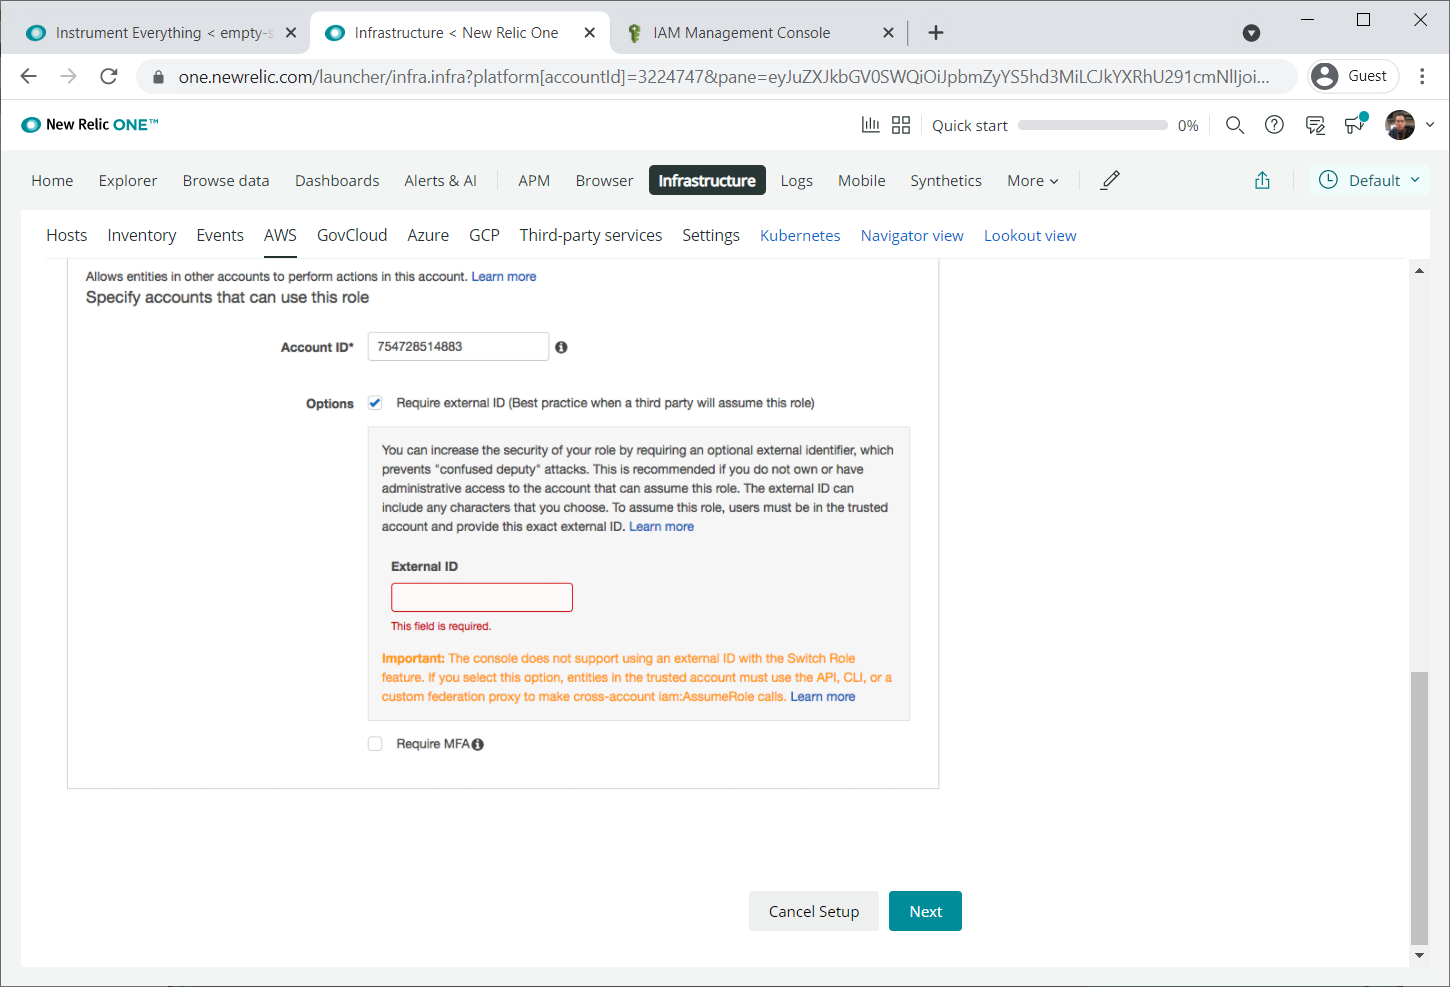 Instrument Everything < empty-s
Infrastructure < New Relic One
IAM Management Console
one.newrelic.com/launcher/infra.infra?platform[accountId]=3224747&pane=eyJuZXJkbGV0SWQiOiJpbmZyYS5hd3MiLCJkYXRhU291cmNlIjoi...
Guest
New Relic ONE™
Quick start
0%
Home
Explorer
Browse data
Dashboards
Alerts & AI
APM
Browser
Infrastructure
Logs
Mobile
Synthetics
More
Default
Hosts
Inventory
Events
AWS
GovCloud
Azure
GCP
Third-party services
Settings
Kubernetes
Navigator view
Lookout view
Allows entities in other accounts to perform actions in this account. Learn more
Specify accounts that can use this role
Account ID*
754728514883
Options
Require external ID (Best practice when a third party will assume this role)
You can increase the security of your role by requiring an optional external identifier, which
prevents "confused deputy" attacks. This is recommended if you do not own or have
administrative access to the account that can assume this role. The external ID can
include any characters that you choose. To assume this role, users must be in the trusted
account and provide this exact external ID. Learn more
External ID
This field is required.
Important: The console does not support using an external ID with the Switch Role
feature. If you select this option, entities in the trusted account must use the API, CLI, or a
custom federation proxy to make cross-account iam:AssumeRole calls. Learn more
Require MFA
Cancel Setup
Next